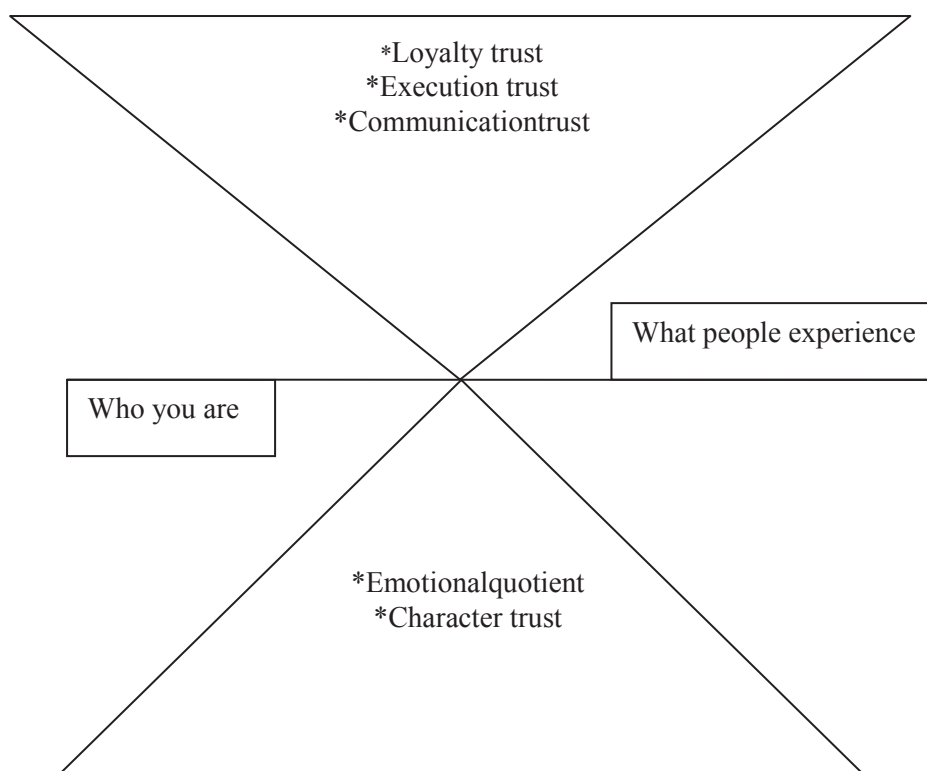 *Loyalty trust
*Execution trust
*Communicationtrust
What people experience
Who you are
*Emotionalquotient
*Character trust